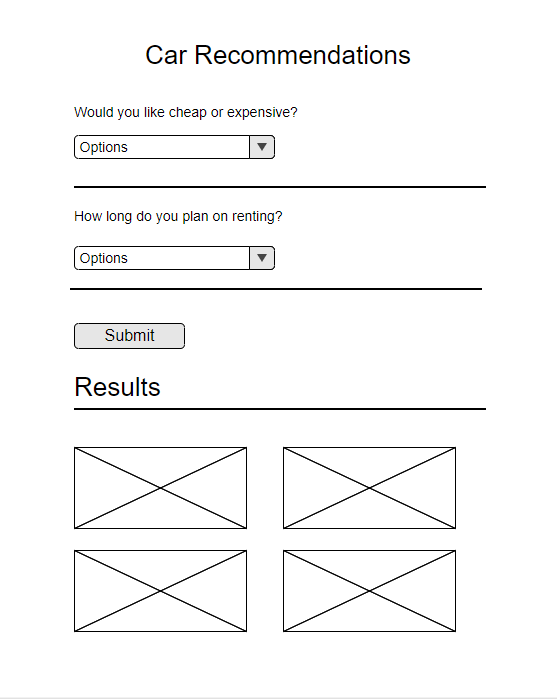 Car Recommendations
Would you like cheap or expensive?
Options
How long do you plan on renting?
Options
Submit
Results